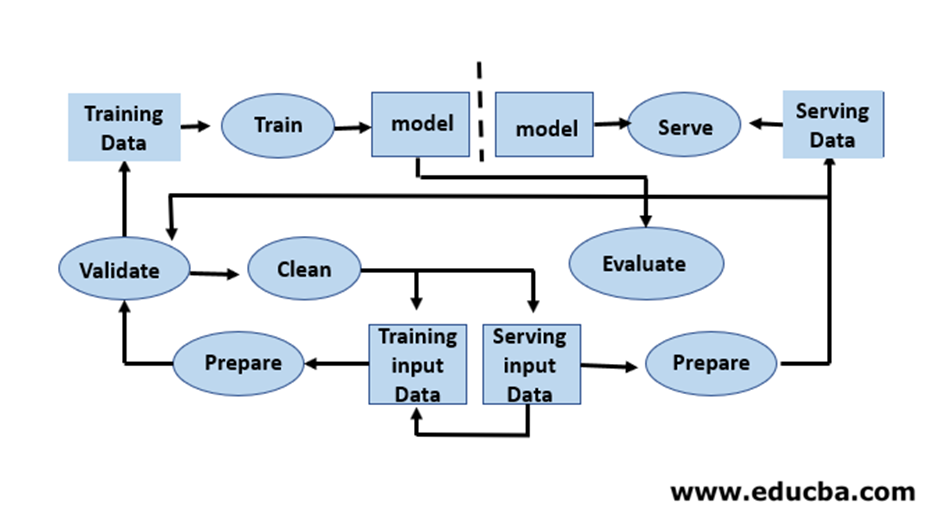 Training
Data
Train
model
model
Serve
Serving
Data
Validate
Clean
Evaluate
Prepare
Training
input
Data
Serving
input
Data
Prepare
www.educba.com